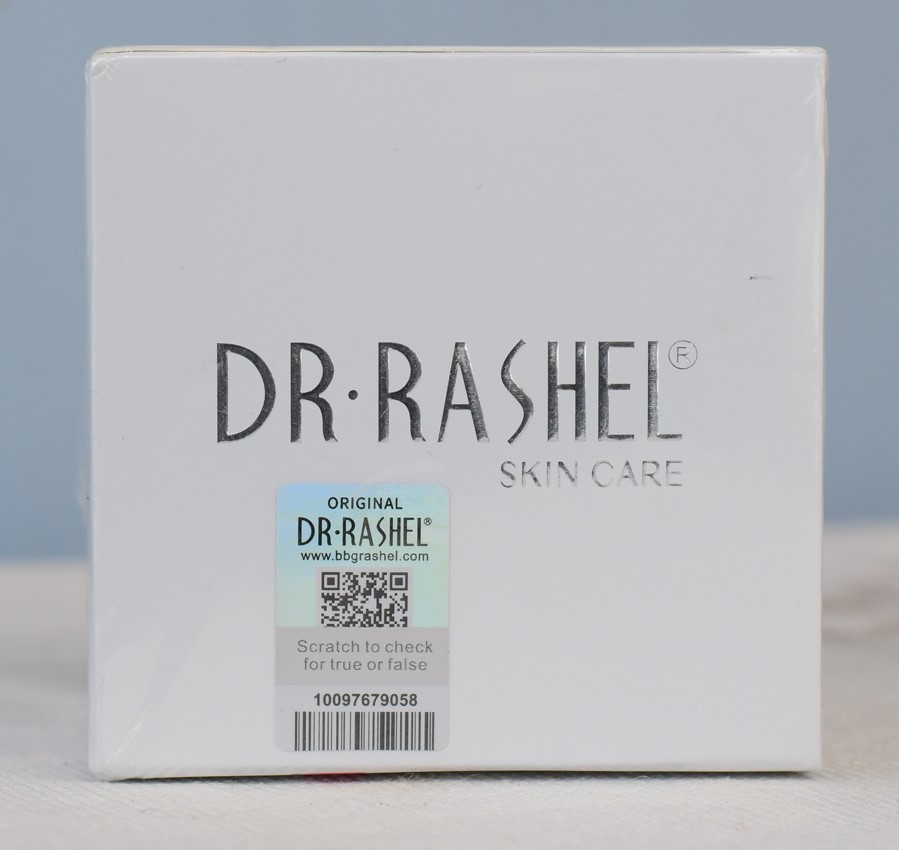 DR·RASHEL®
SKIN CARE
ORIGINAL
DR·RASHEL®
www.bbgrashel.com
Scratch to check
for true or false
10097679058